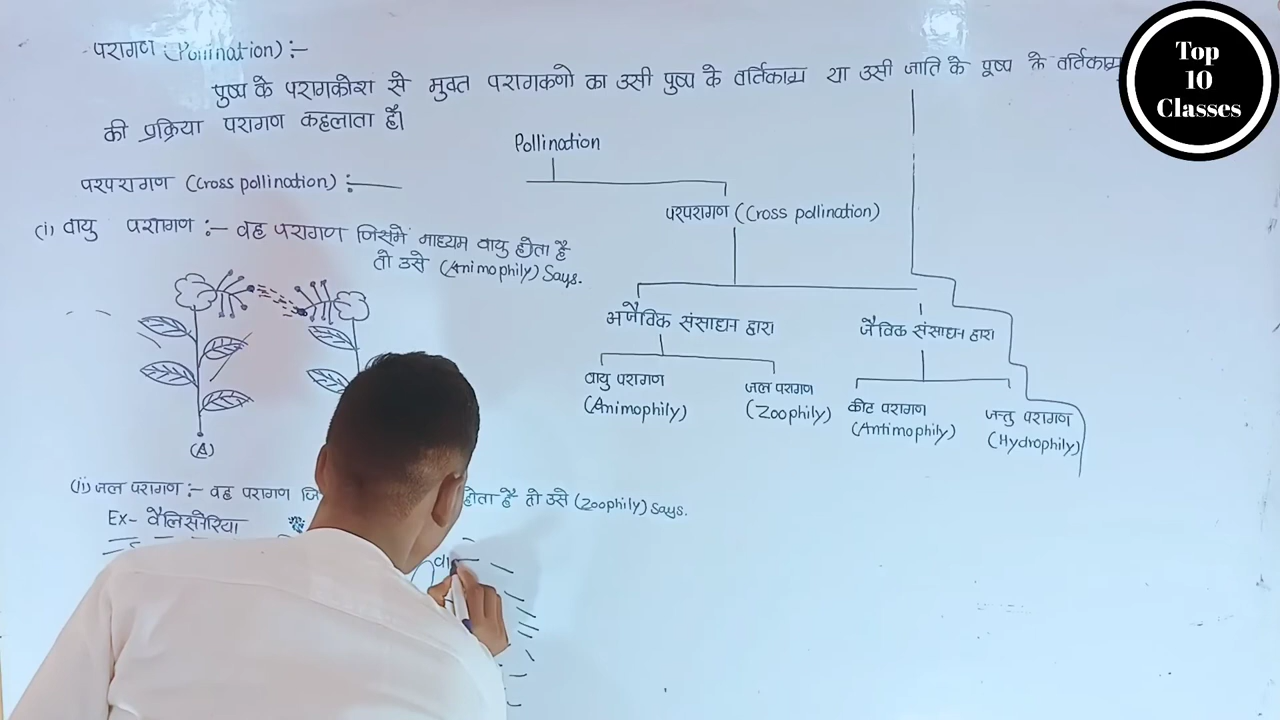 परागण (Pollination) :-
पुष्प के परागकोश से मुक्त परागकणो का उसी पुष्प के वर्तिकाग्र या उसी जाति के पुष्प के वर्तिकाग्र
की प्रक्रिया परागण कहलाता है।
परपरागण (Cross pollination) :-
(i) वायु परागण :- वह परागण जिसमें माध्यम वायु होता है
तो उसे (Animophily) Says.
(A)
(ii) जल परागण :- वह परागण जि होता है तो उसे (Zoophily) Says.
Ex- वैलिसनेरिया
वा
Pollination
परपरागण (Cross pollination)
अजैविक संसाधन द्वारा
जैविक संसाधन द्वारा
वायु परागण
(Animophily)
जल परागण
(Zoophily)
कीट परागण
(Antimophily)
जन्तु परागण
(Hydrophily)
Top
10
Classes